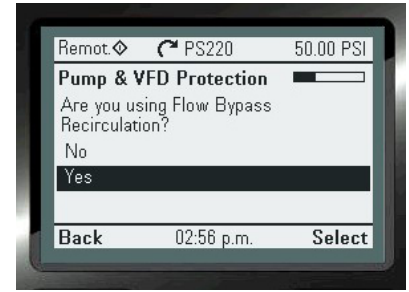 Remot. PS220 50.00 PSI
Pump & VFD Protection
Are you using Flow Bypass
Recirculation?
No
Yes
Back 02:56 p.m. Select